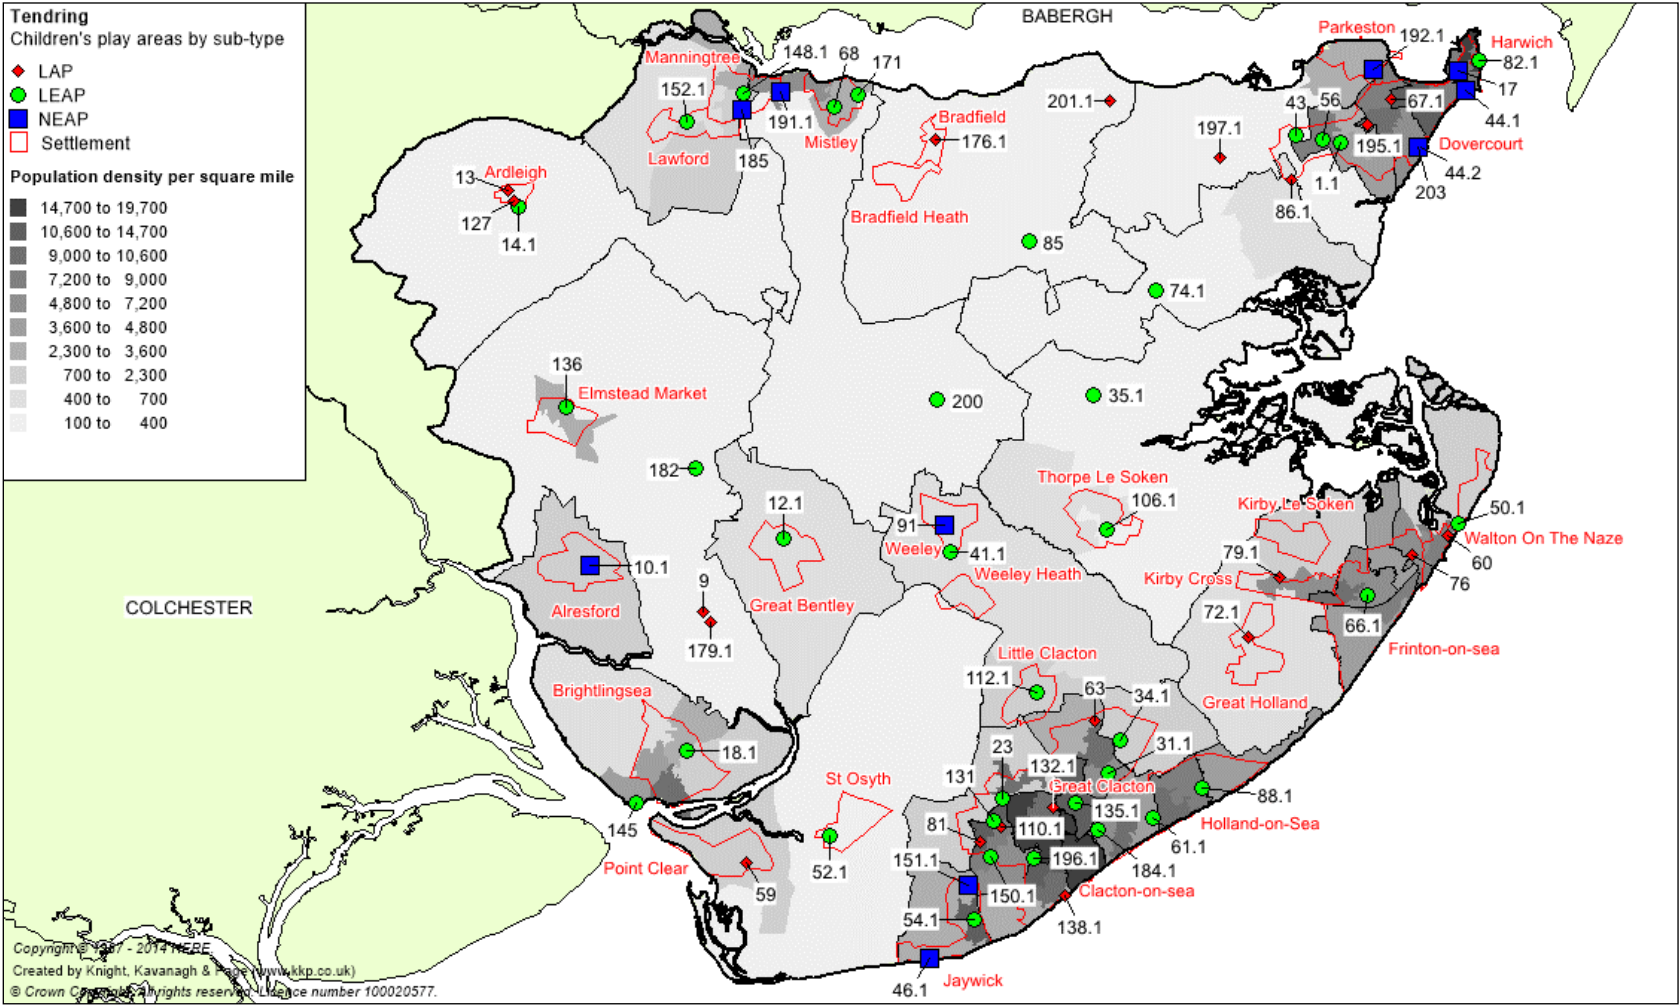 Tendring
Children's play areas by sub-type
LAP
LEAP
NEAP
Settlement
Population density per square mile
14,700 to 19,700
10,600 to 14,700
9,000 to 10,600
7,200 to 9,000
4,800 to 7,200
3,600 to 4,800
2,300 to 3,600
700 to 2,300
400 to 700
100 to 400
BABERGH
Parkeston
192.1
Harwich
82.1
17
44.1
67.1
Dovercourt
195.1
44.2
203
43
56
1.1
197.1
86.1
201.1
Manningtree
148.1
68
171
152.1
191.1
Mistley
Lawford
185
Bradfield
176.1
Bradfield Heath
13
Ardleigh
127
14.1
85
74.1
136
Elmstead Market
200
35.1
182
12.1
Great Bentley
91
Weeley
41.1
Weeley Heath
Thorpe Le Soken
106.1
Kirby Le Soken
50.1
Walton On The Naze
60
76
79.1
Kirby Cross
66.1
72.1
Frinton-on-sea
Great Holland
10.1
Alresford
9
179.1
COLCHESTER
Brightlingsea
18.1
145
Point Clear
59
St Osyth
52.1
Little Clacton
112.1
63
34.1
31.1
23
132.1
131
Great Clacton
135.1
88.1
Holland-on-Sea
81
110.1
61.1
151.1
196.1
184.1
Clacton-on-sea
150.1
54.1
138.1
46.1
Jaywick
Copyright © 1987 - 2014 HERE.
Created by Knight, Kavanagh & Page (www.kkp.co.uk)
© Crown Copyright. All rights reserved. Licence number 100020577.